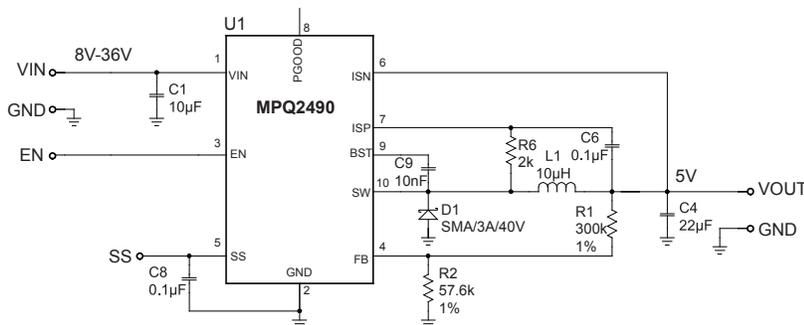 U1
8
8V-36V
1
6
VIN
VIN
PGOOD
ISN
C1
10µF
GND
MPQ2490
7
ISP
C6
0.1µF
R6
2k
L1
10µH
3
9
EN
EN
BST
C9
10nF
10
SW
5V
VOUT
D1
SMA/3A/40V
R1
300k
1%
C4
22µF
GND
5
4
SS
SS
FB
C8
0.1µF
GND
2
R2
57.6k
1%